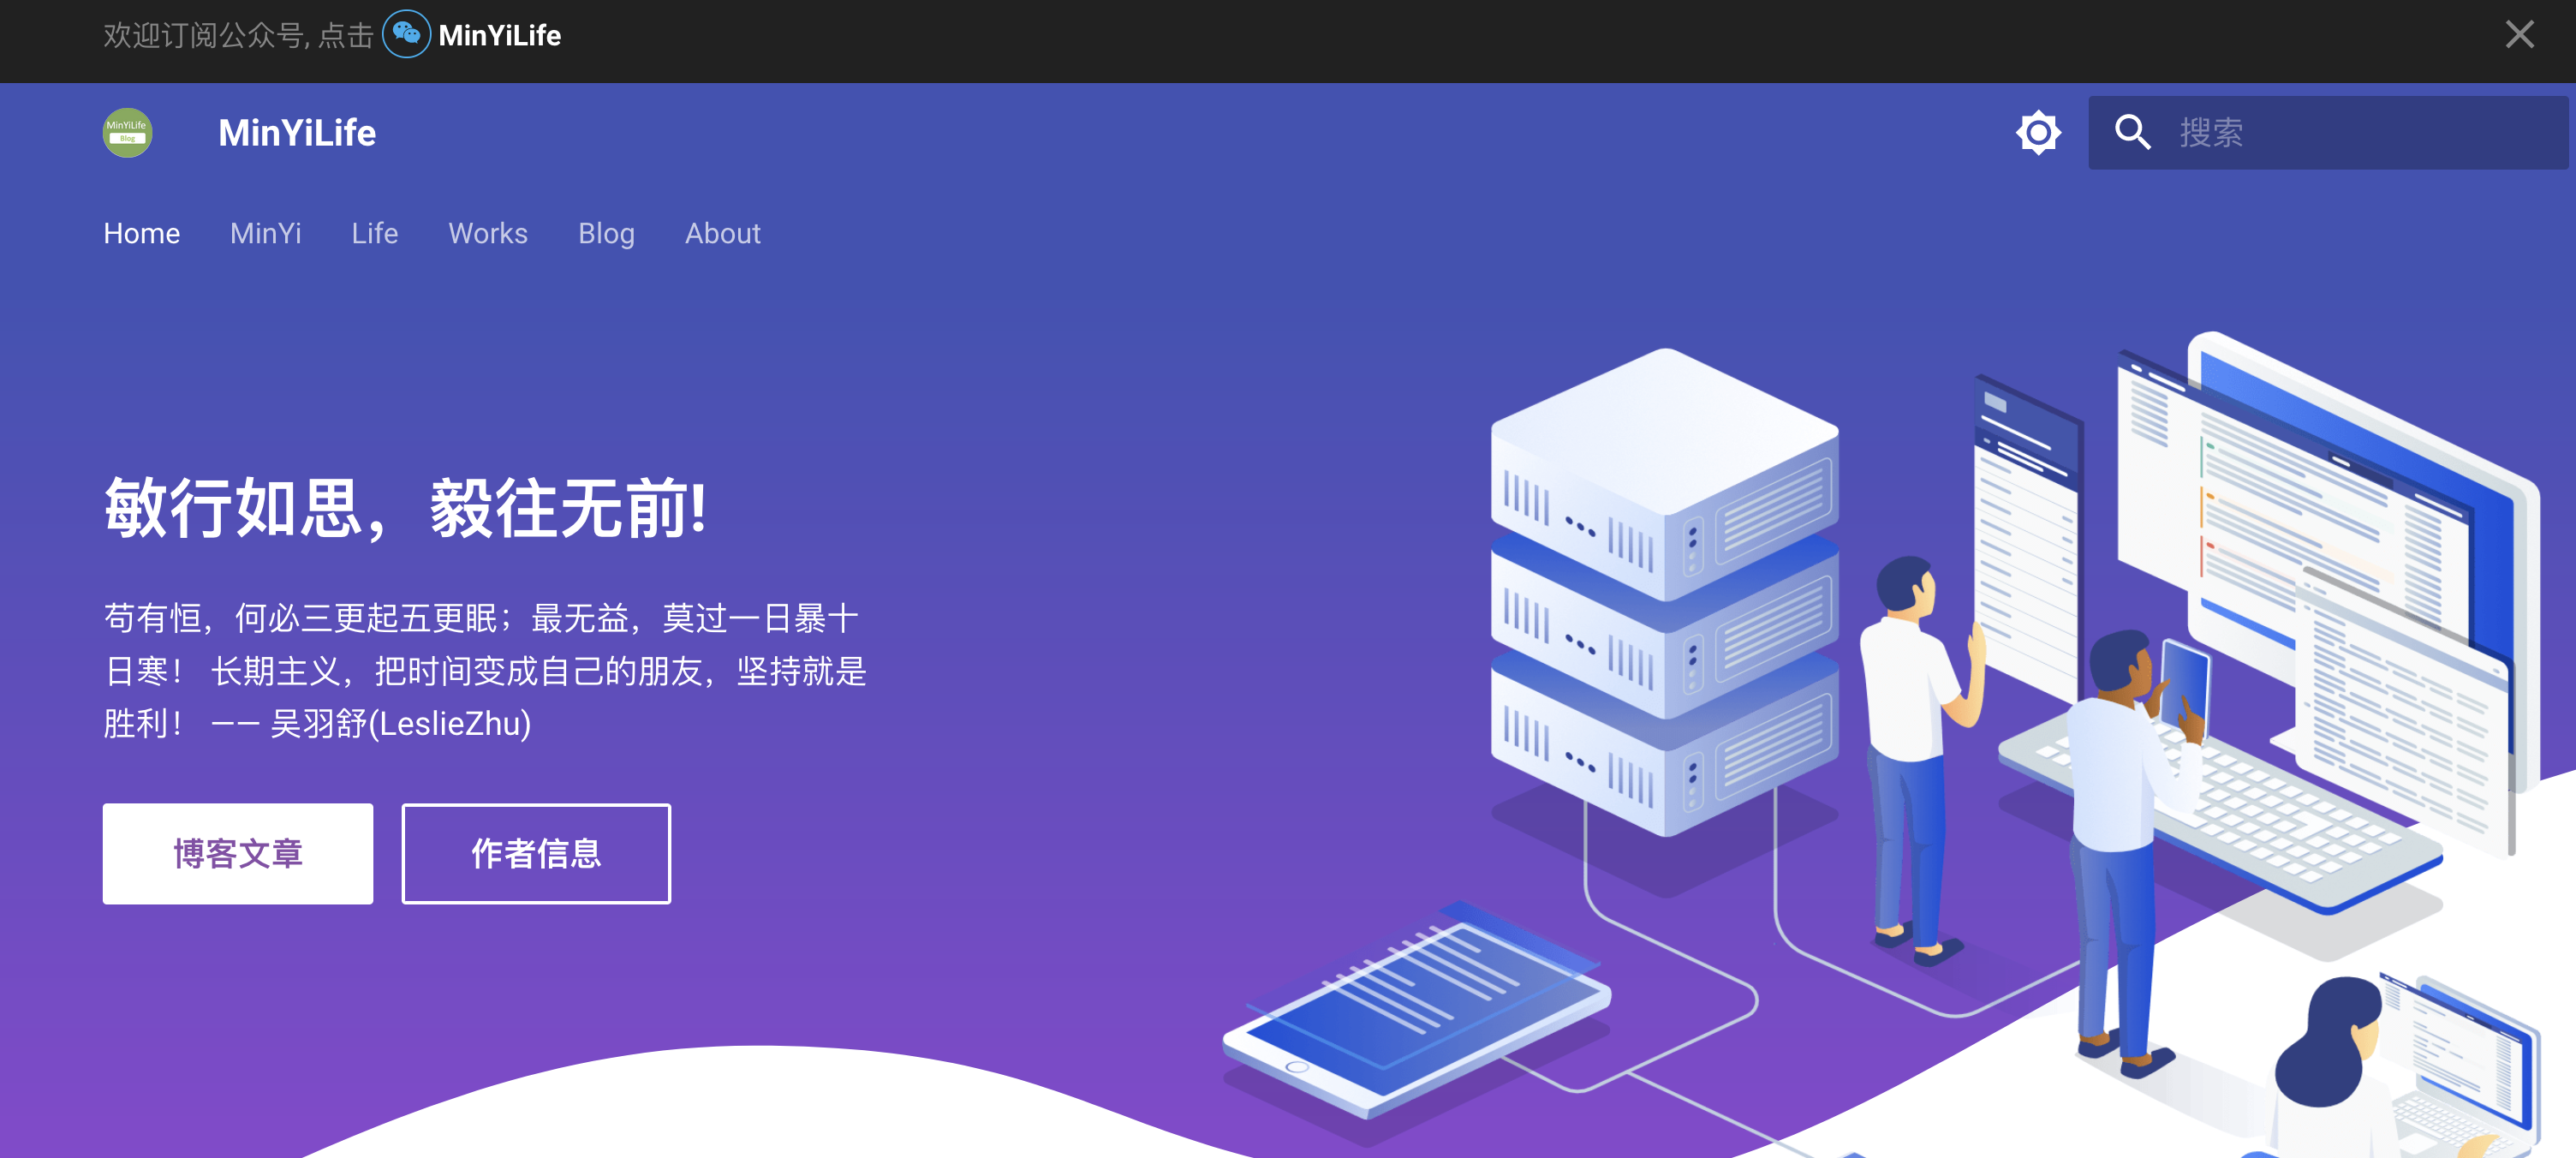 欢迎订阅公众号, 点击 MinYiLife
MinYiLife
Blog
MinYiLife
搜索
Home MinYi Life Works Blog About
敏行如思，毅往无前!
苟有恒，何必三更起五更眠；最无益，莫过一日暴十
日寒！ 长期主义，把时间变成自己的朋友，坚持就是
胜利！ —— 吴羽舒(LeslieZhu)
博客文章 作者信息